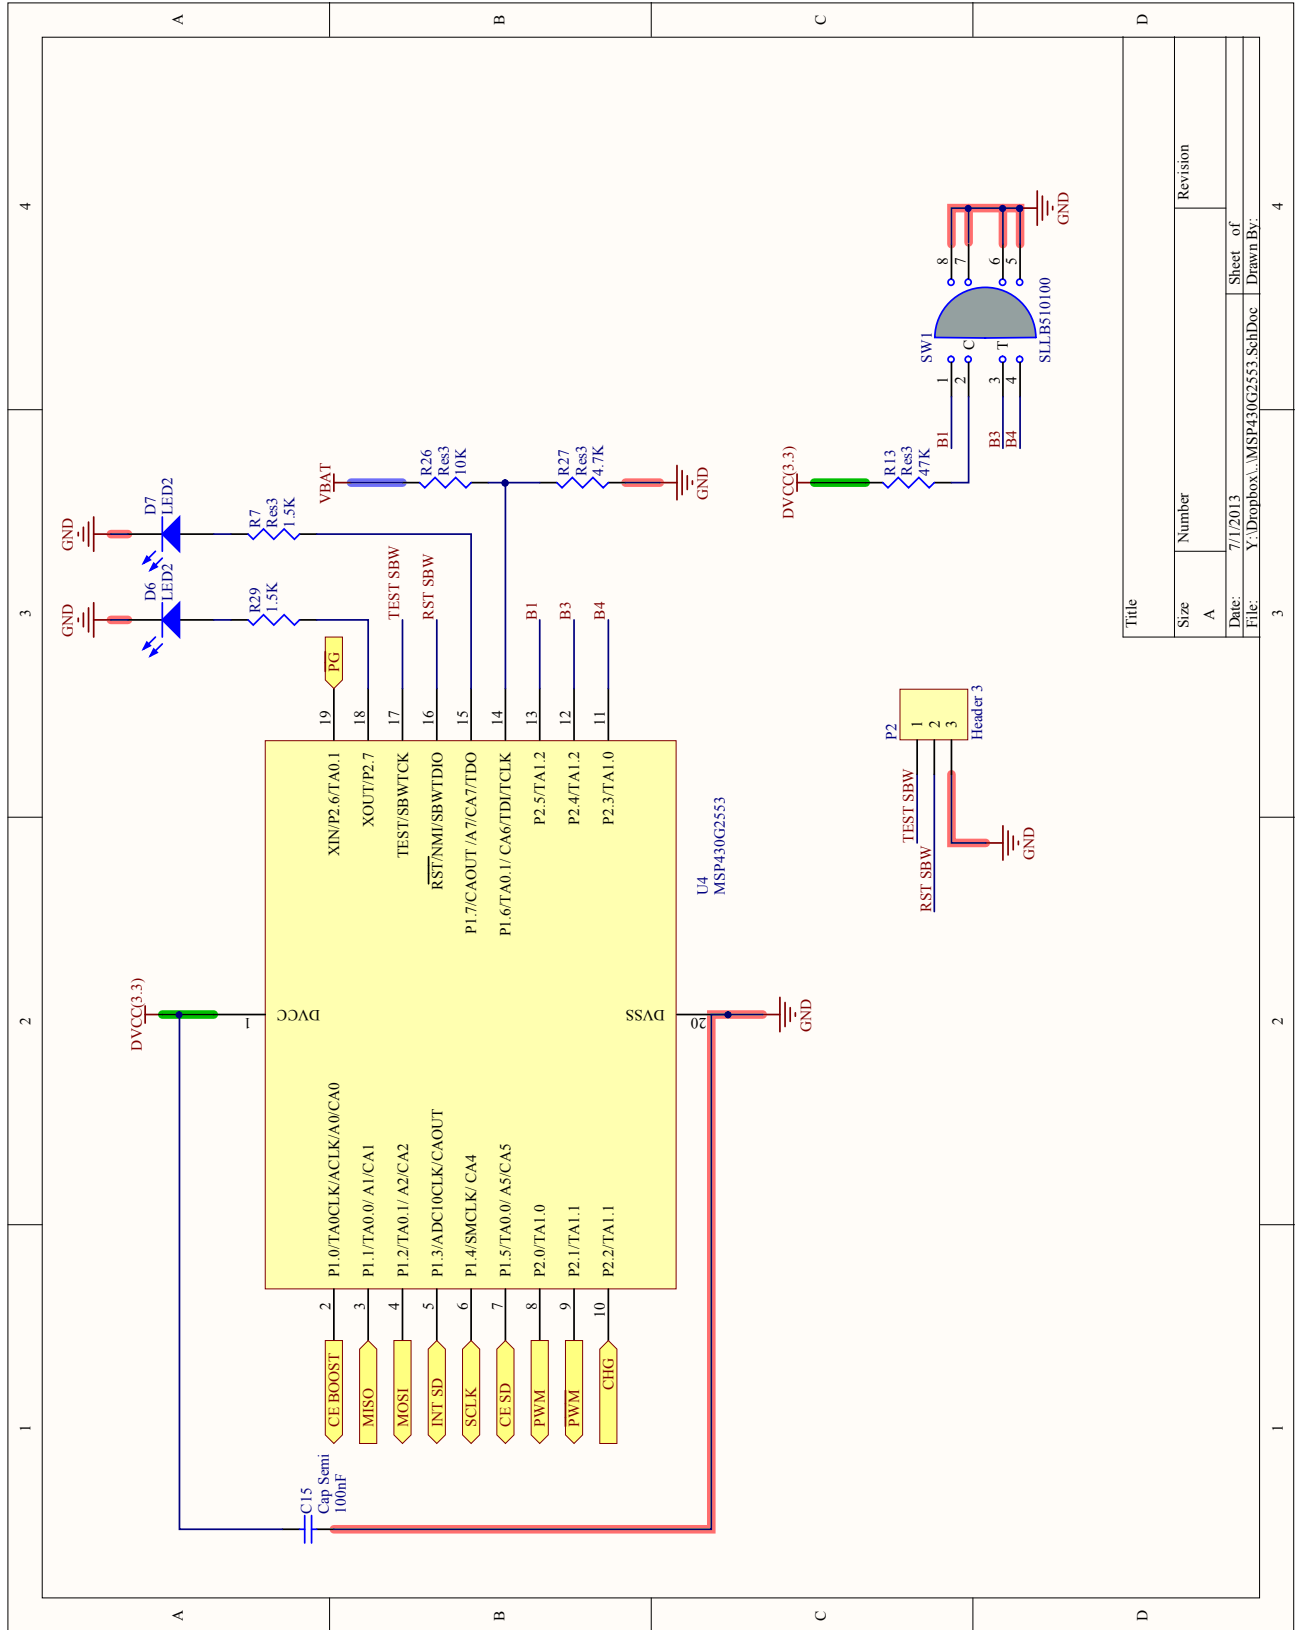 1
2
3
4
A
B
C
D
A
B
C
D
1
2
3
4
DVCC(3.3)
1
DVCC
U4
MSP430G2553
DVSS
20
GND
C15
Cap Semi
100nF
CE BOOST
MISO
MOSI
INT SD
SCLK
CE SD
PWM
PWM
CHG
2
3
4
5
6
7
8
9
10
P1.0/TA0CLK/ACLK/A0/CA0
P1.1/TA0.0/ A1/CA1
P1.2/TA0.1/ A2/CA2
P1.3/ADC10CLK/CAOUT
P1.4/SMCLK/ CA4
P1.5/TA0.0/ A5/CA5
P2.0/TA1.0
P2.1/TA1.1
P2.2/TA1.1
XIN/P2.6/TA0.1
XOUT/P2.7
TEST/SBWTCK
RST/NMI/SBWTDIO
P1.7/CAOUT /A7/CA7/TDO
P1.6/TA0.1/ CA6/TDI/TCLK
P2.5/TA1.2
P2.4/TA1.2
P2.3/TA1.0
19
18
17
16
15
14
13
12
11
PG
TEST SBW
RST SBW
B1
B3
B4
GND
D6
LED2
R29
1.5K
GND
D7
LED2
R7
Res3
1.5K
VBAT
R26
Res3
10K
R27
Res3
4.7K
GND
DVCC(3.3)
R13
Res3
47K
B1
B3
B4
SW1
1
2
3
4
C
T
8
7
6
5
SLLB510100
GND
P2
TEST SBW
RST SBW
1
2
3
Header 3
GND
Title
Size
A
Number
Revision
Date:
7/1/2013
Sheet of
File:
Y:\Dropbox\..\MSP430G2553.SchDoc
Drawn By: